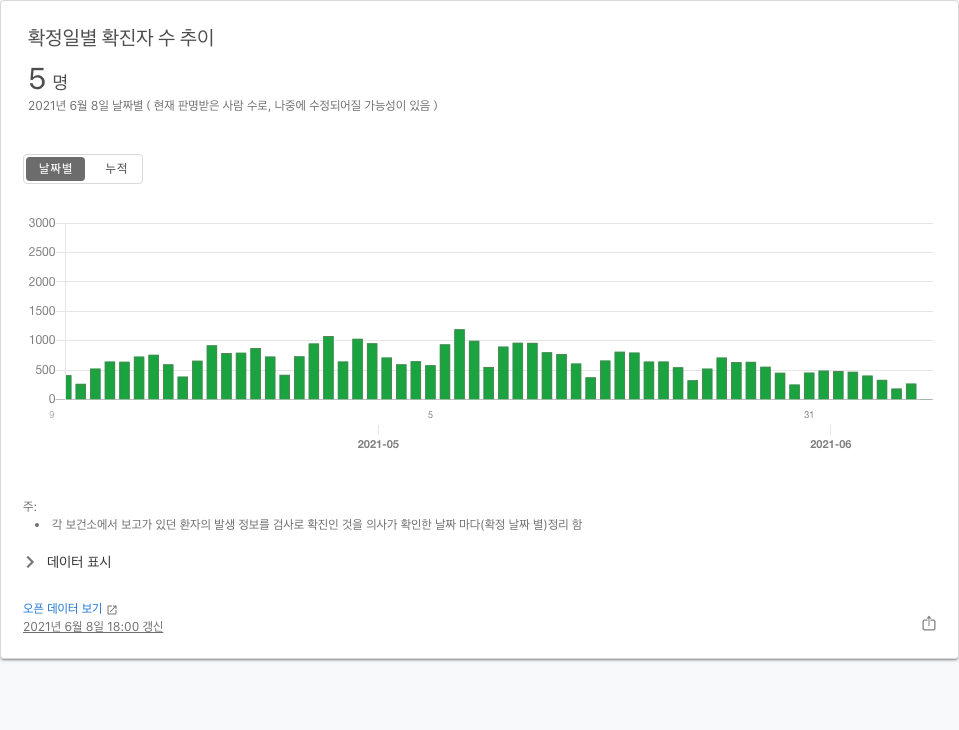 확정일별 확진자 수 추이
5 명
2021년 6월 8일 날짜별 ( 현재 판명받은 사람 수로, 나중에 수정되어질 가능성이 있음 )
날짜별 누적
3000
2500
2000
1500
1000
500
0
9 5 31
2021-05 2021-06
주:
• 각 보건소에서 보고가 있던 환자의 발생 정보를 검사로 확진인 것을 의사가 확인한 날짜 마다(확정 날짜 별)정리 함
데이터 표시
오픈 데이터 보기
2021년 6월 8일 18:00 갱신